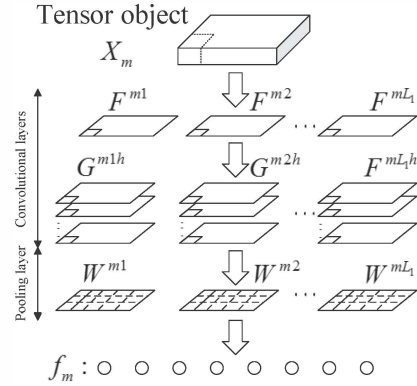 Tensor object
X_m
F^{m1} F^{m2} F^{mL_1}
...
Convolutional layers
G^{m1h} G^{m2h} F^{mL_1h}
...
Pooling layer
W^{m1} W^{m2} W^{mL_1}
...
f_m :